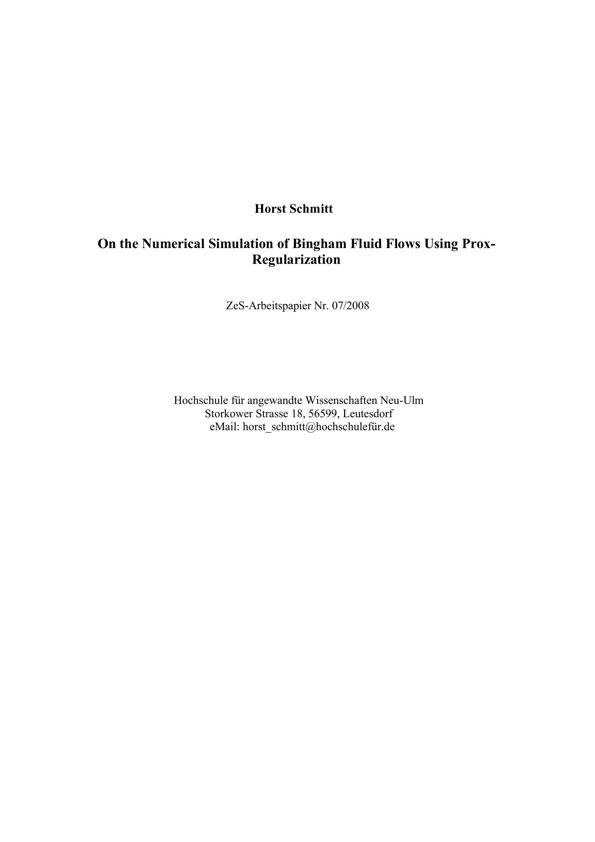 Horst Schmitt
On the Numerical Simulation of Bingham Fluid Flows Using Prox-
Regularization
ZeS-Arbeitspapier Nr. 07/2008
Hochschule für angewandte Wissenschaften Neu-Ulm
Storkower Strasse 18, 56599, Leutesdorf
eMail: horst_schmitt@hochschulefür.de